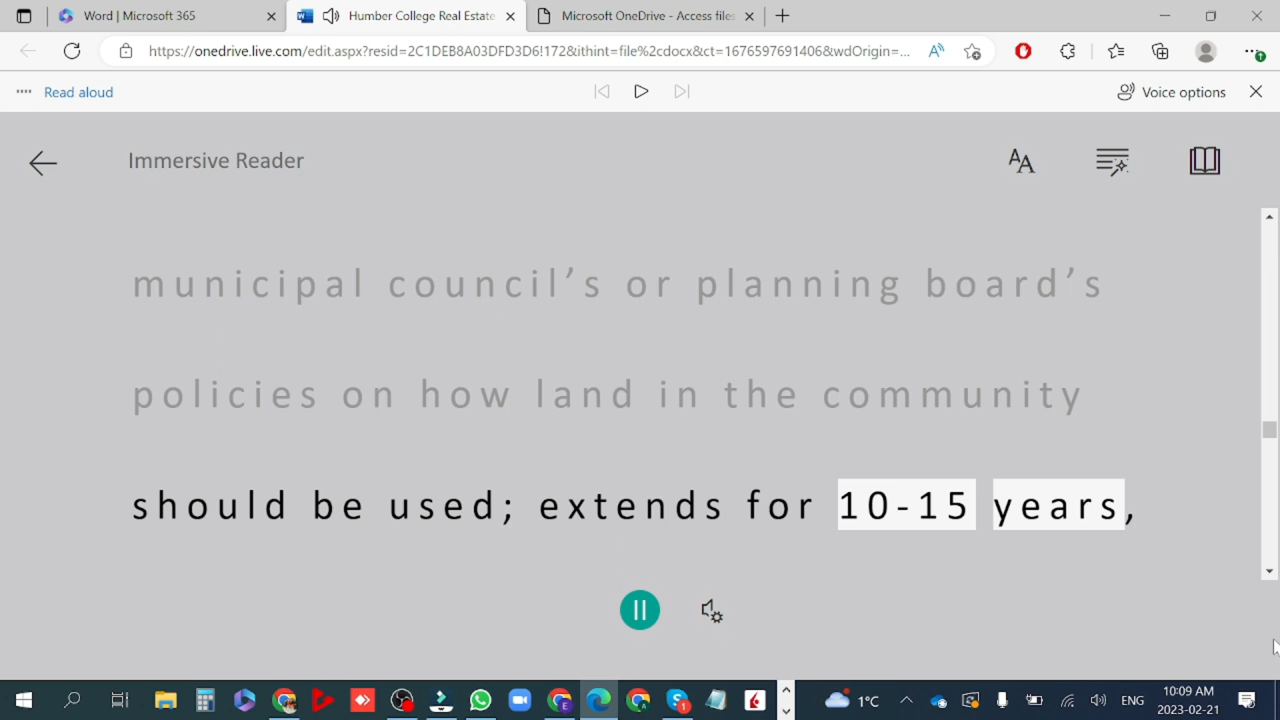 Word | Microsoft 365
Humber College Real Estate
Microsoft OneDrive - Access files
https://onedrive.live.com/edit.aspx?resid=2C1DEB8A03DFD3D6!172&ithint=file%2cdocx&ct=1676597691406&wdOrigin=...
Read aloud
Voice options
Immersive Reader
municipal council’s or planning board’s
policies on how land in the community
should be used; extends for 10-15 years,
1°C
ENG
10:09 AM
2023-02-21